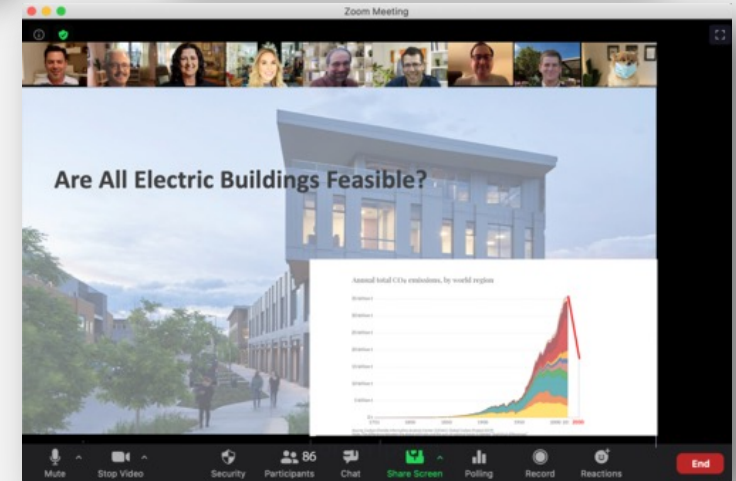 Zoom Meeting
Are All Electric Buildings Feasible?
Annual total CO₂ emissions, by world region
Mute
Stop Video
Security
86
Participants
Chat
Share Screen
Polling
Record
Reactions
End